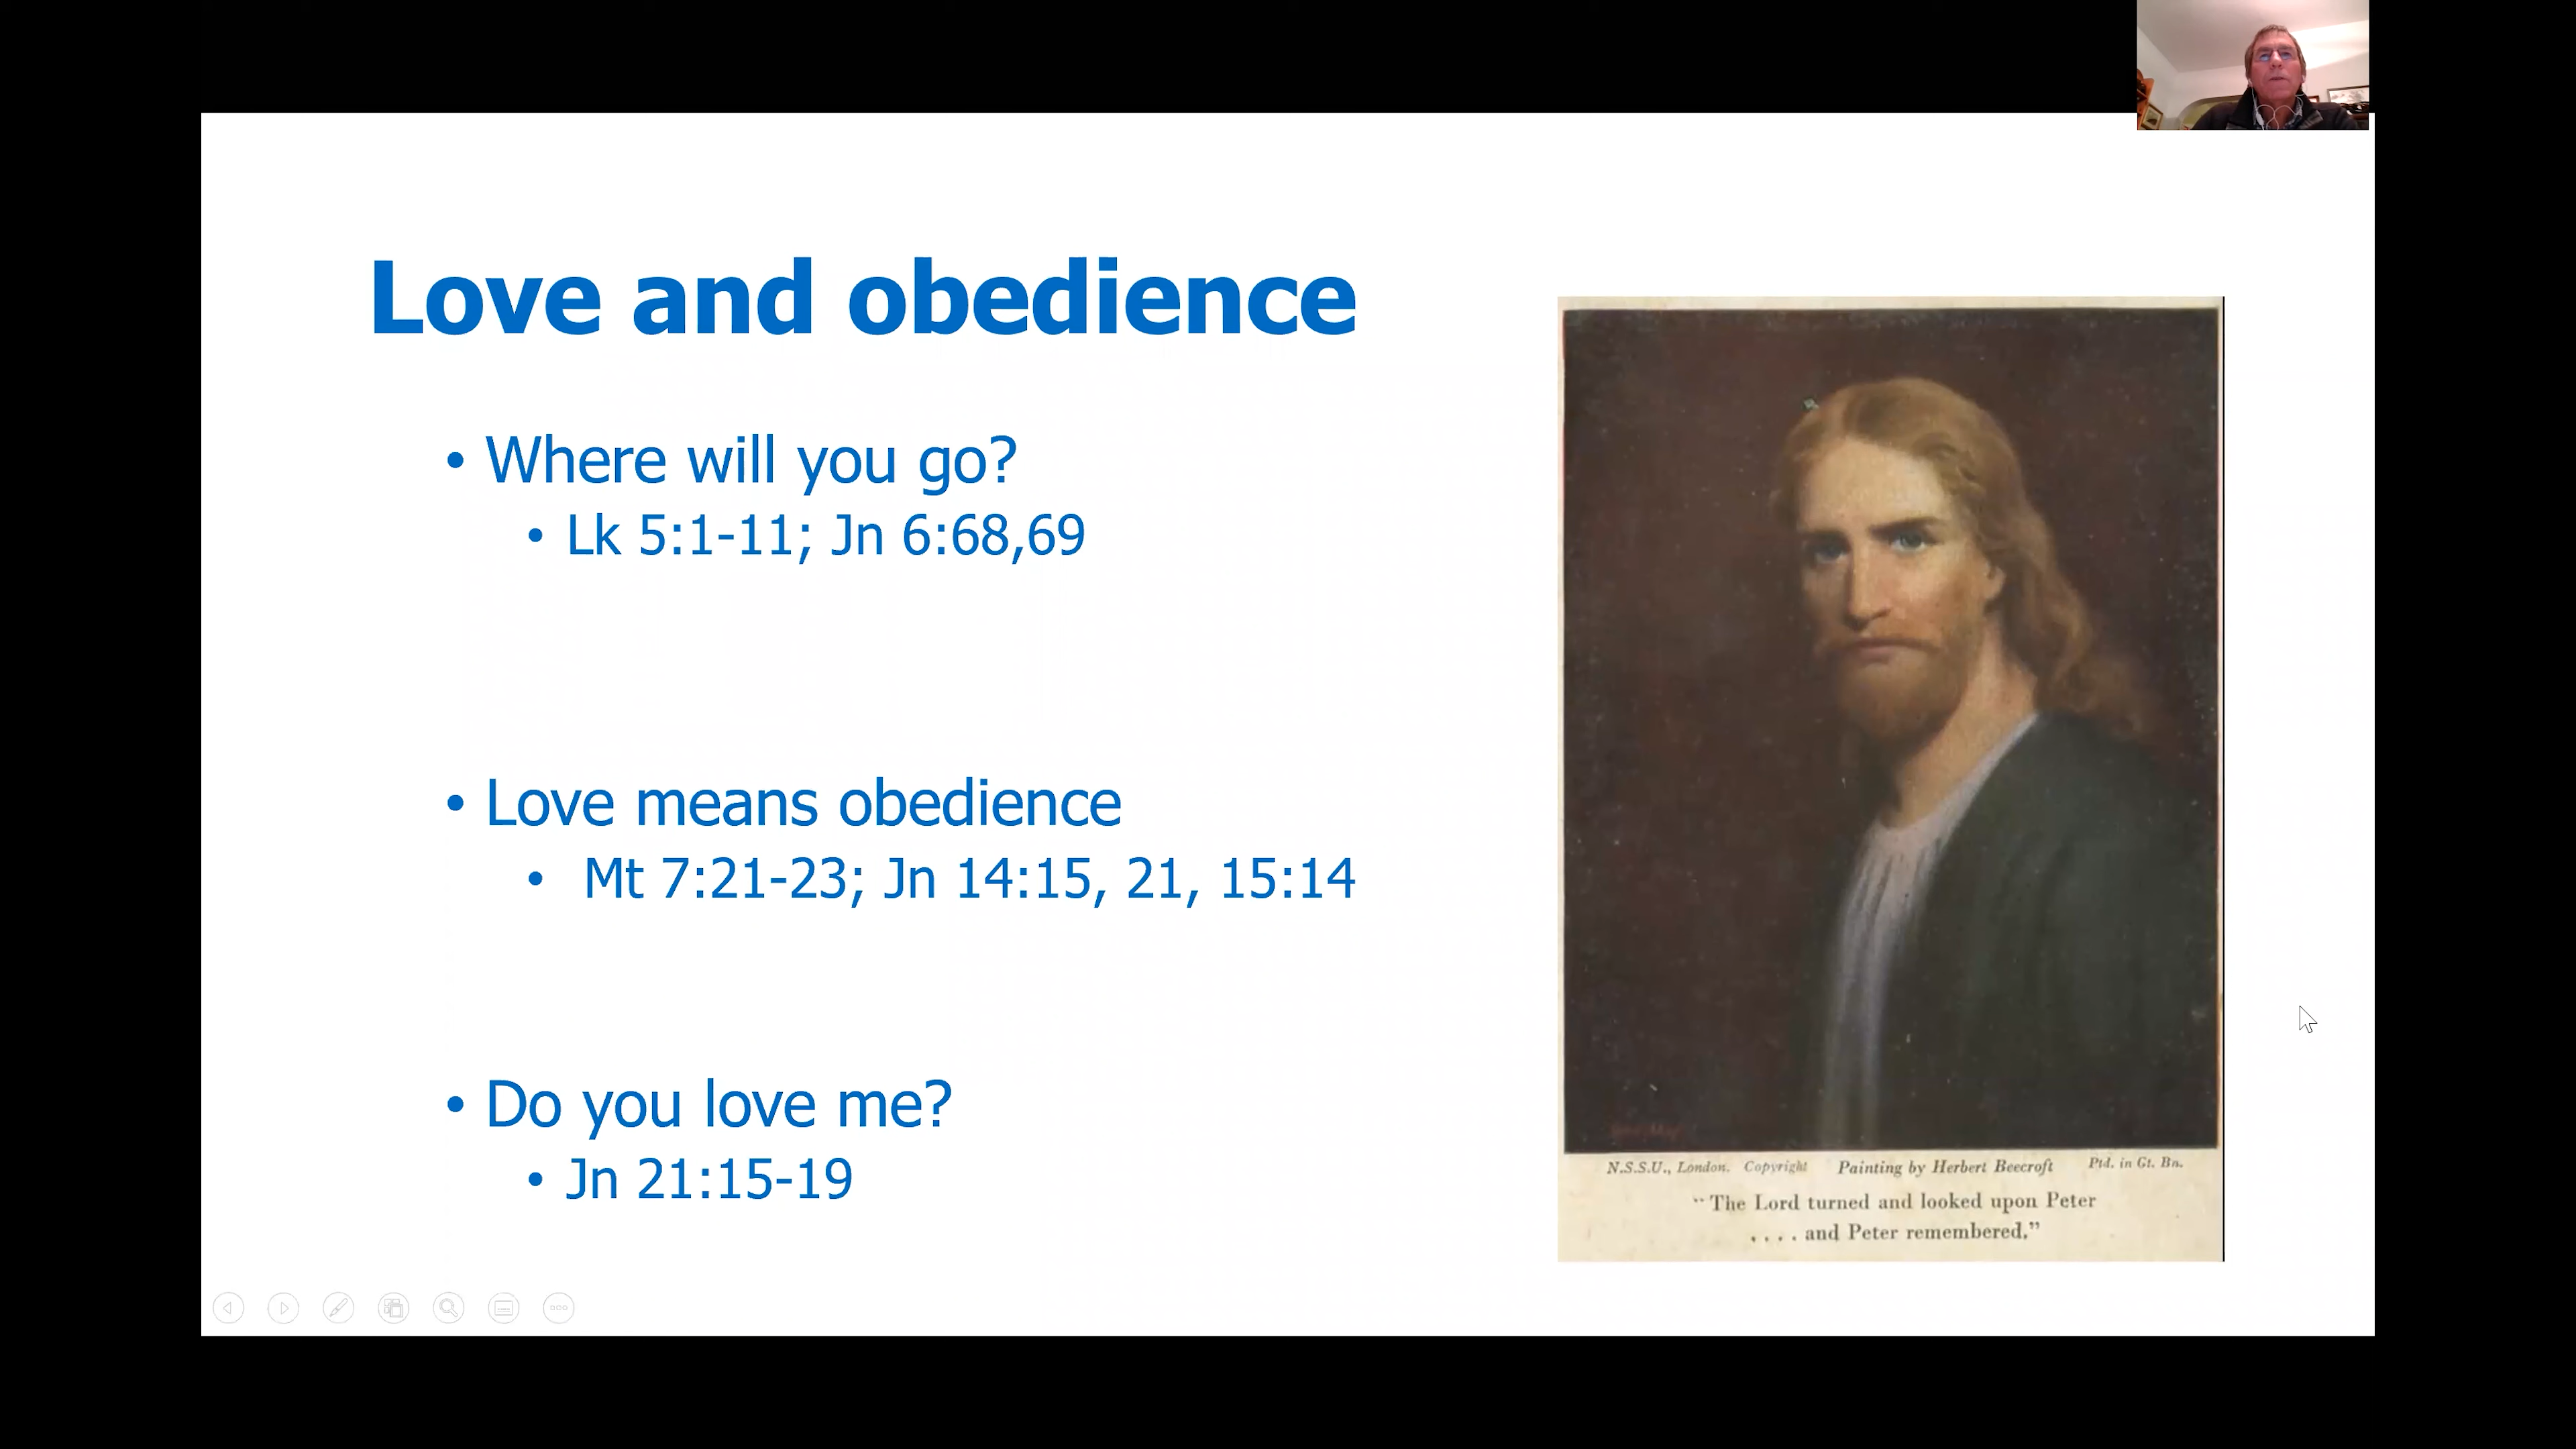 Love and obedience
• Where will you go?
• Lk 5:1-11; Jn 6:68,69
• Love means obedience
• Mt 7:21-23; Jn 14:15, 21, 15:14
• Do you love me?
• Jn 21:15-19
N.S.S.U., London. Copyright Painting by Herbert Beecroft Ptd. in Gt. Bn.
"The Lord turned and looked upon Peter
.... and Peter remembered."